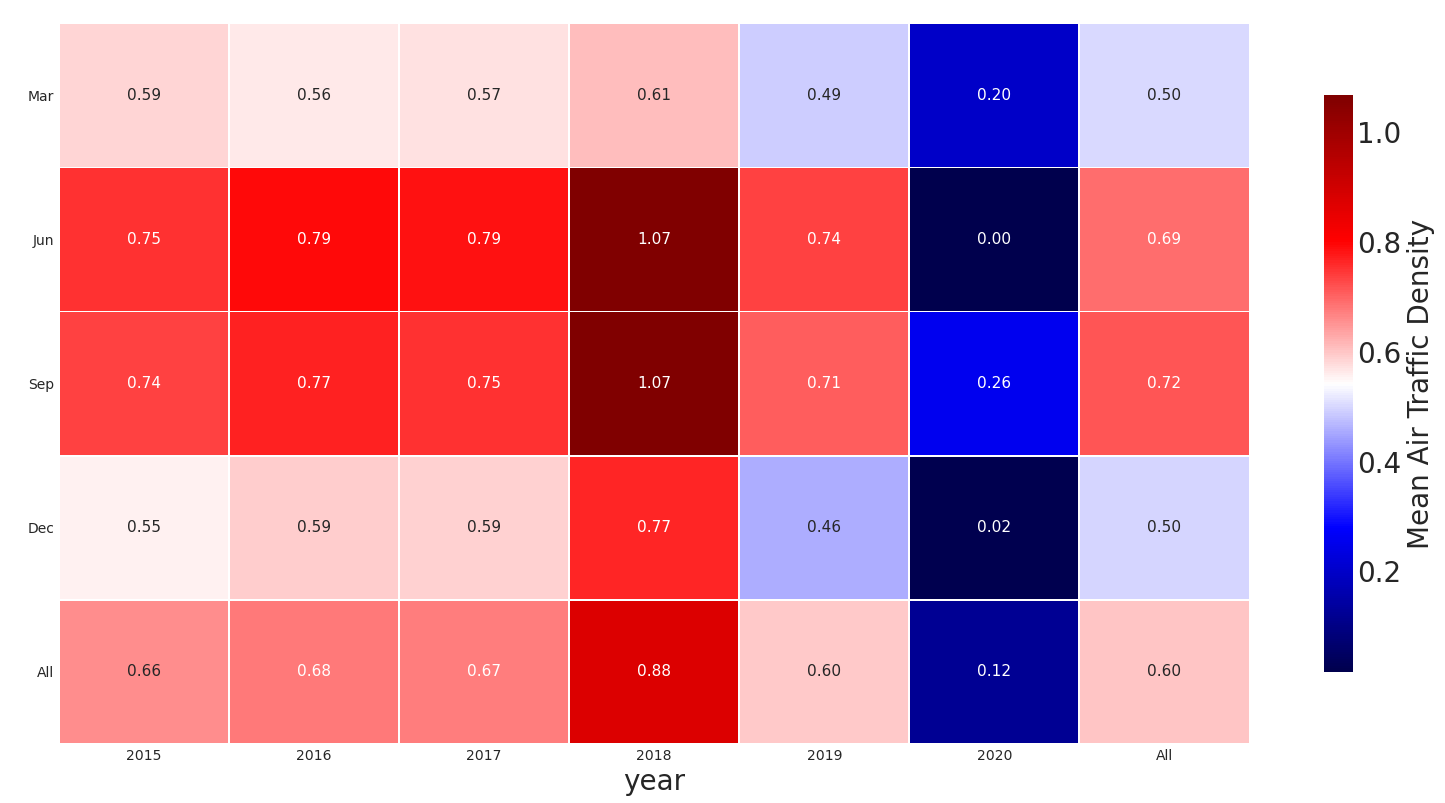 Mar 0.59 0.56 0.57 0.61 0.49 0.20 0.50
Jun 0.75 0.79 0.79 1.07 0.74 0.00 0.69
Sep 0.74 0.77 0.75 1.07 0.71 0.26 0.72
Dec 0.55 0.59 0.59 0.77 0.46 0.02 0.50
All 0.66 0.68 0.67 0.88 0.60 0.12 0.60
2015 2016 2017 2018 2019 2020 All
year
1.0
0.8
0.6
0.4
0.2
Mean Air Traffic Density